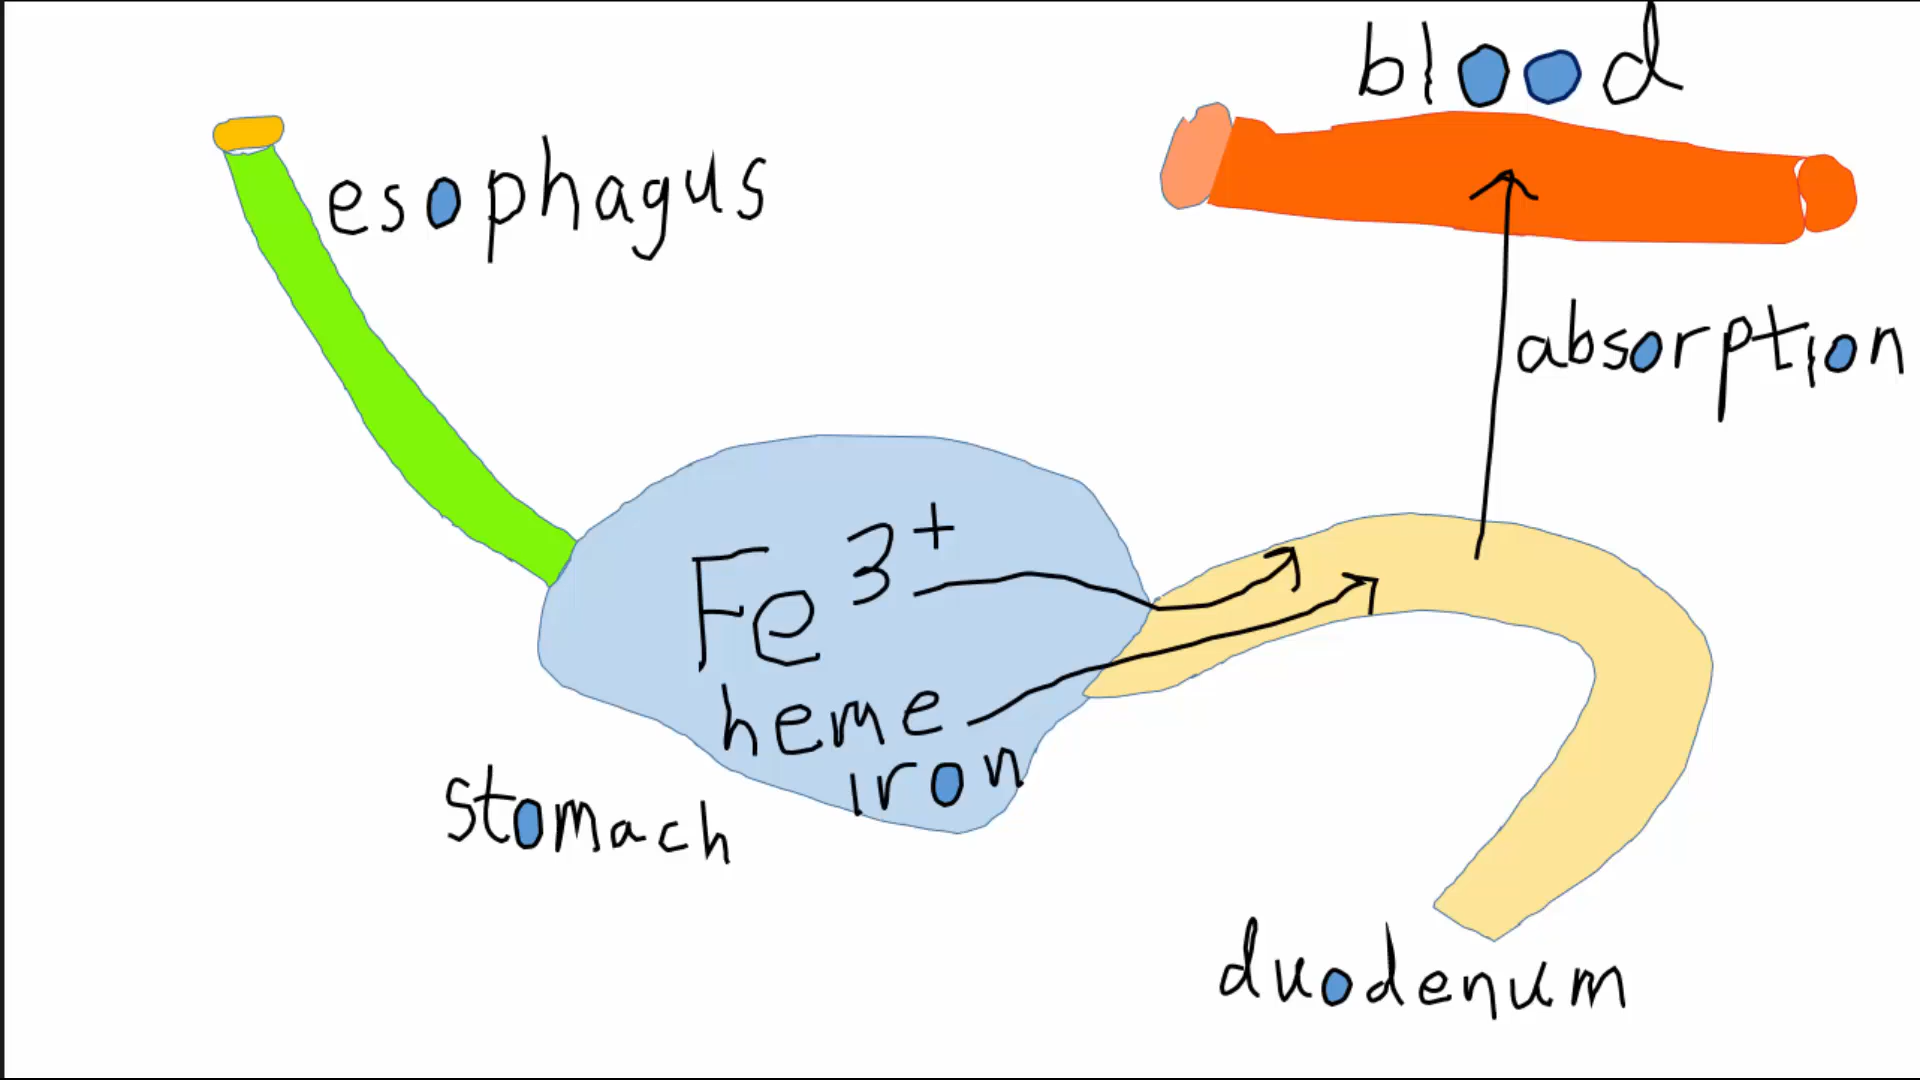 blood
esophagus
absorption
Fe3+
heme
iron
stomach
duodenum